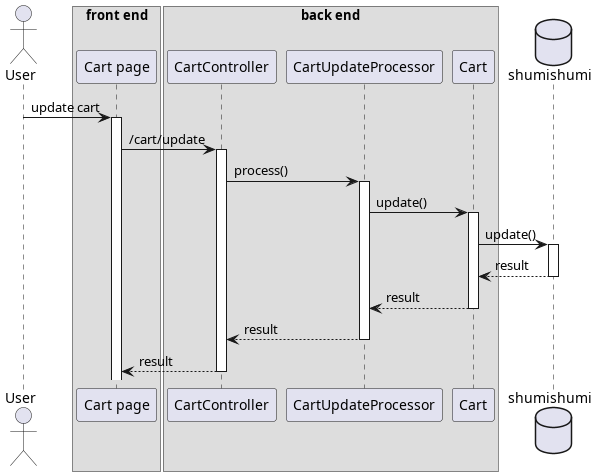 front end
back end
User
Cart page
CartController
CartUpdateProcessor
Cart
shumishumi
update cart
/cart/update
process()
update()
update()
result
result
result
result
User
Cart page
CartController
CartUpdateProcessor
Cart
shumishumi